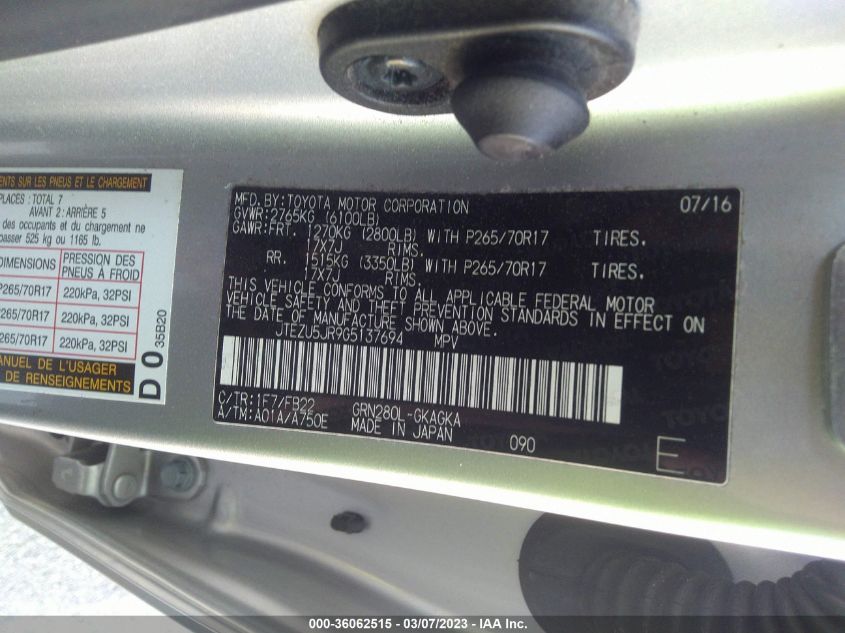 ENTS SUR LES PNEUS ET LE CHARGEMENT
PLACES : TOTAL 7
AVANT 2 : ARRIÈRE 5
des occupants et du chargement ne
passer 525 kg ou 1165 lb.
DIMENSIONS PRESSION DES PNEUS À FROID
P265/70R17 220kPa, 32PSI
P265/70R17 220kPa, 32PSI
265/70R17 220kPa, 32PSI
MANUEL DE L'USAGER
DE RENSEIGNEMENTS
D 0 35B20
MFD. BY:TOYOTA MOTOR CORPORATION 07/16
GVWR:2765KG (6100LB)
GAWR:FRT. 1270KG (2800LB) WITH P265/70R17 TIRES.
17X7J RIMS.
RR. 1515KG (3350LB) WITH P265/70R17 TIRES.
17X7J RIMS.
THIS VEHICLE CONFORMS TO ALL APPLICABLE FEDERAL MOTOR
VEHICLE SAFETY AND THEFT PREVENTION STANDARDS IN EFFECT ON
THE DATE OF MANUFACTURE SHOWN ABOVE.
JTEZU5JR9G5137694 MPV
C/TR:1F7/FB22 GRN280L-GKAGKA
A/TM:A01A/A750E MADE IN JAPAN 090
E
000-36062515 - 03/07/2023 - IAA Inc.